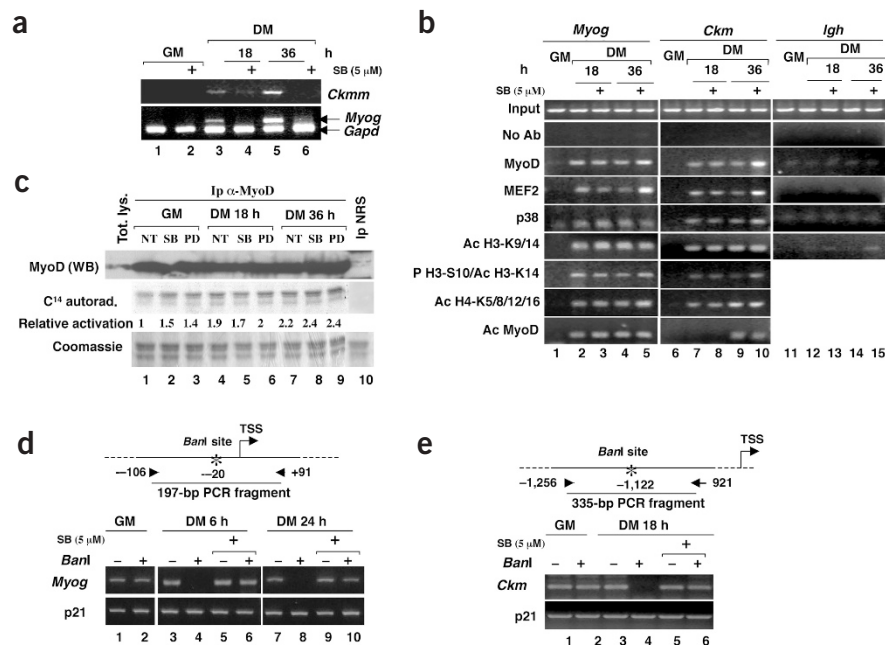 a
DM
GM
18
36
h
+
+
+
SB (5 µM)
Ckmm
Myog
Gapd
1 2 3 4 5 6
b
Myog
Ckm
Igh
GM
DM
GM
DM
GM
DM
h
18
36
18
36
18
36
SB (5 µM)
+
+
+
+
+
+
Input
No Ab
MyoD
MEF2
p38
Ac H3-K9/14
P H3-S10/Ac H3-K14
Ac H4-K5/8/12/16
Ac MyoD
1 2 3 4 5 6 7 8 9 10 11 12 13 14 15
c
Ip α-MyoD
Tot. lys.
GM
DM 18 h
DM 36 h
Ip NRS
NT SB PD NT SB PD NT SB PD
MyoD (WB)
C14 autorad.
Relative activation 1 1.5 1.4 1.9 1.7 2 2.2 2.4 2.4
Coomassie
1 2 3 4 5 6 7 8 9 10
d
TSS
BanI site
*
-–106
-–20
+91
197-bp PCR fragment
GM
DM 6 h
DM 24 h
SB (5 µM)
+
+
BanI
– + – + – + – + – +
Myog
p21
1 2 3 4 5 6 7 8 9 10
e
TSS
BanI site
*
–1,256
–1,122
921
335-bp PCR fragment
GM
DM 18 h
SB (5 µM)
+
BanI
– + – + – +
Ckm
p21
1 2 3 4 5 6